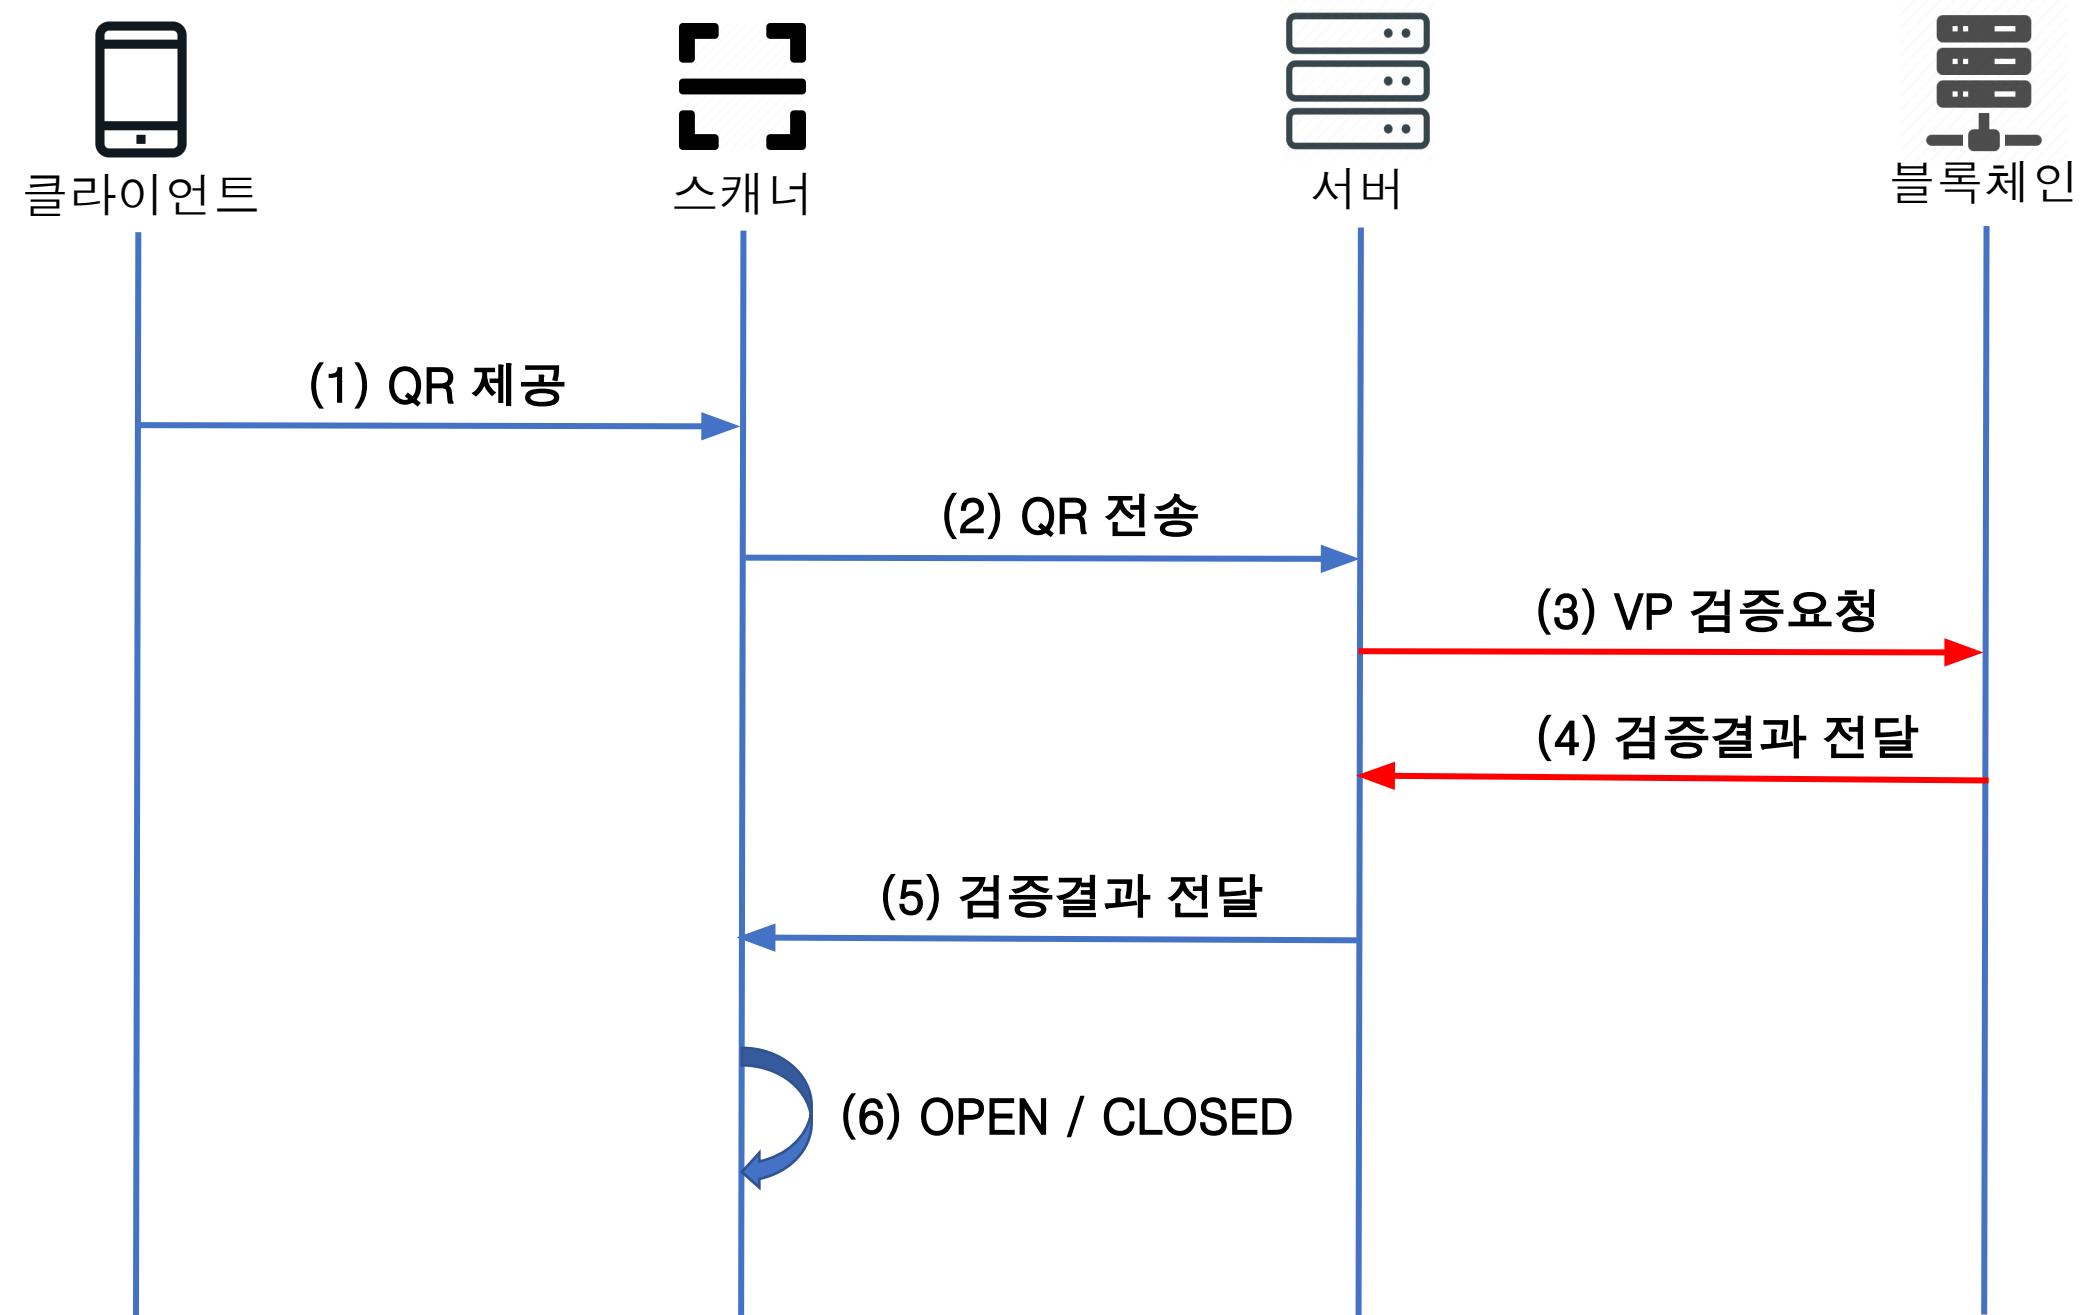 클라이언트
스캐너
서버
블록체인
(1) QR 제공
(2) QR 전송
(3) VP 검증요청
(4) 검증결과 전달
(5) 검증결과 전달
(6) OPEN / CLOSED